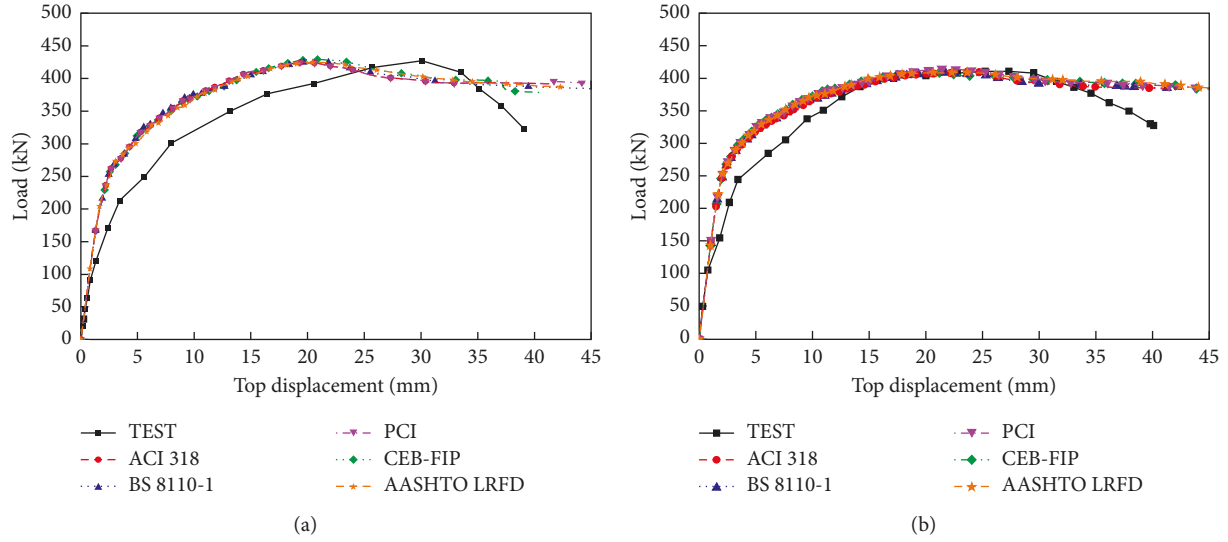 500
450
400
350
300
250
200
150
100
50
0
Load (kN)
0 5 10 15 20 25 30 35 40 45
Top displacement (mm)
TEST
ACI 318
BS 8110-1
PCI
CEB-FIP
AASHTO LRFD
(a)
500
450
400
350
300
250
200
150
100
50
0
Load (kN)
0 5 10 15 20 25 30 35 40 45
Top displacement (mm)
TEST
ACI 318
BS 8110-1
PCI
CEB-FIP
AASHTO LRFD
(b)